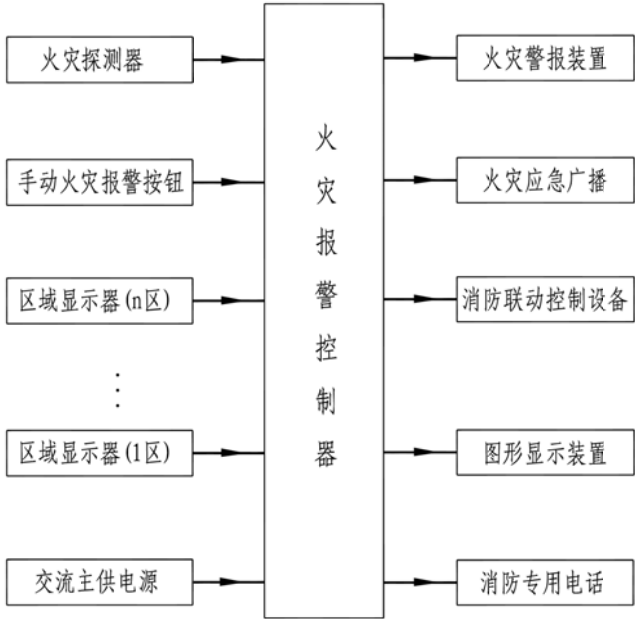 火灾探测器
手动火灾报警按钮
区域显示器(n区)
区域显示器(1区)
交流主供电源
火灾报警控制器
火灾警报装置
火灾应急广播
消防联动控制设备
图形显示装置
消防专用电话